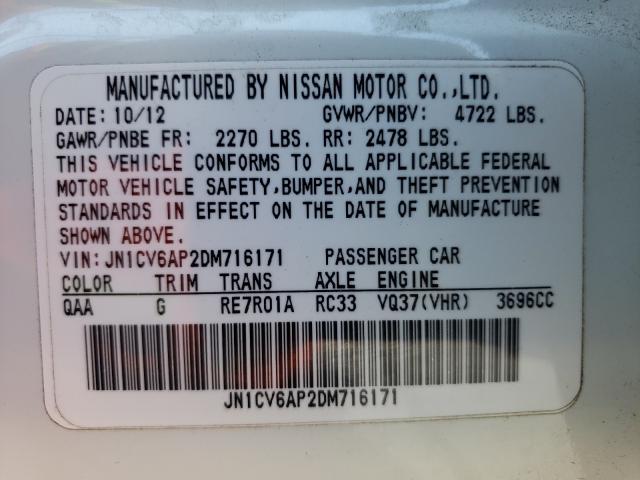 MANUFACTURED BY NISSAN MOTOR CO.,LTD.
DATE: 10/12 GVWR/PNBV: 4722 LBS.
GAWR/PNBE FR: 2270 LBS. RR: 2478 LBS.
THIS VEHICLE CONFORMS TO ALL APPLICABLE FEDERAL
MOTOR VEHICLE SAFETY,BUMPER,AND THEFT PREVENTION
STANDARDS IN EFFECT ON THE DATE OF MANUFACTURE
SHOWN ABOVE.
VIN:JN1CV6AP2DM716171 PASSENGER CAR
COLOR TRIM TRANS AXLE ENGINE
QAA G RE7R01A RC33 VQ37(VHR) 3696CC
JN1CV6AP2DM716171